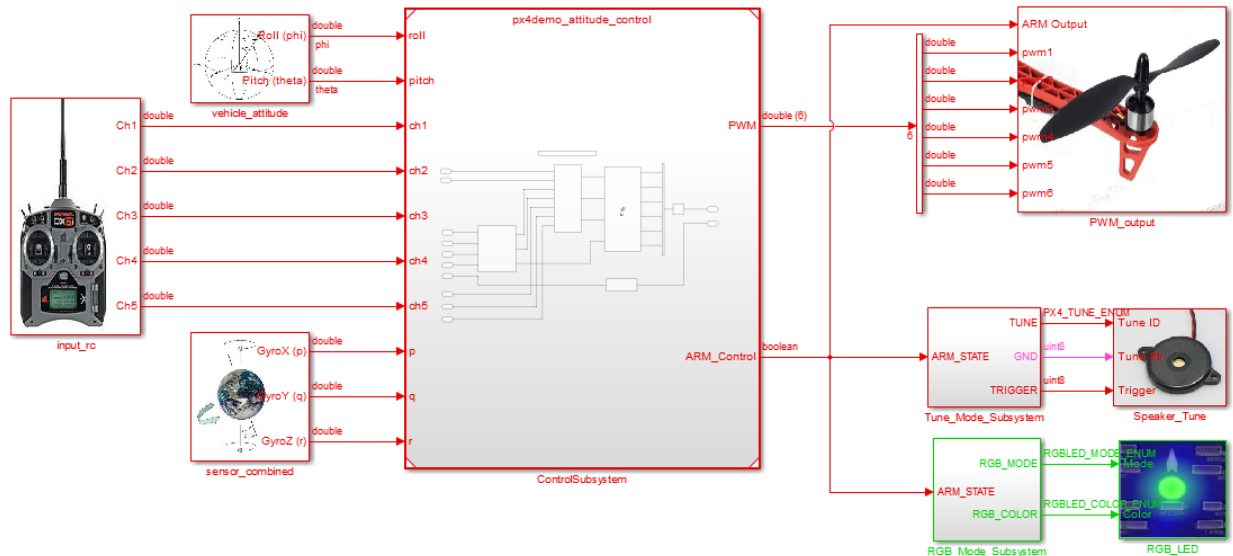 px4demo_attitude_control
double
Roll (phi)
phi
roll
double
Pitch (theta)
theta
pitch
vehicle_attitude
Ch1
double
ch1
Ch2
double
ch2
Ch3
double
ch3
Ch4
double
ch4
Ch5
double
ch5
DX5i
input_rc
GyroX (p)
double
p
GyroY (q)
double
q
GyroZ (r)
double
r
sensor_combined
PWM
double (6)
6
ARM_Control
boolean
ControlSubsystem
ARM Output
double
pwm1
double
double
double
double
pwm5
double
pwm6
PWM_output
ARM_STATE
TUNE
PX4_TUNE_ENUM
Tune ID
GND
uint8
TRIGGER
uint8
Trigger
Tune_Mode_Subsystem
Speaker_Tune
ARM_STATE
RGB_MODE
RGBLED_MODE_ENUM
Mode
RGB_COLOR
RGBLED_COLOR_ENUM
Color
RGB_Mode_Subsystem
RGB_LED